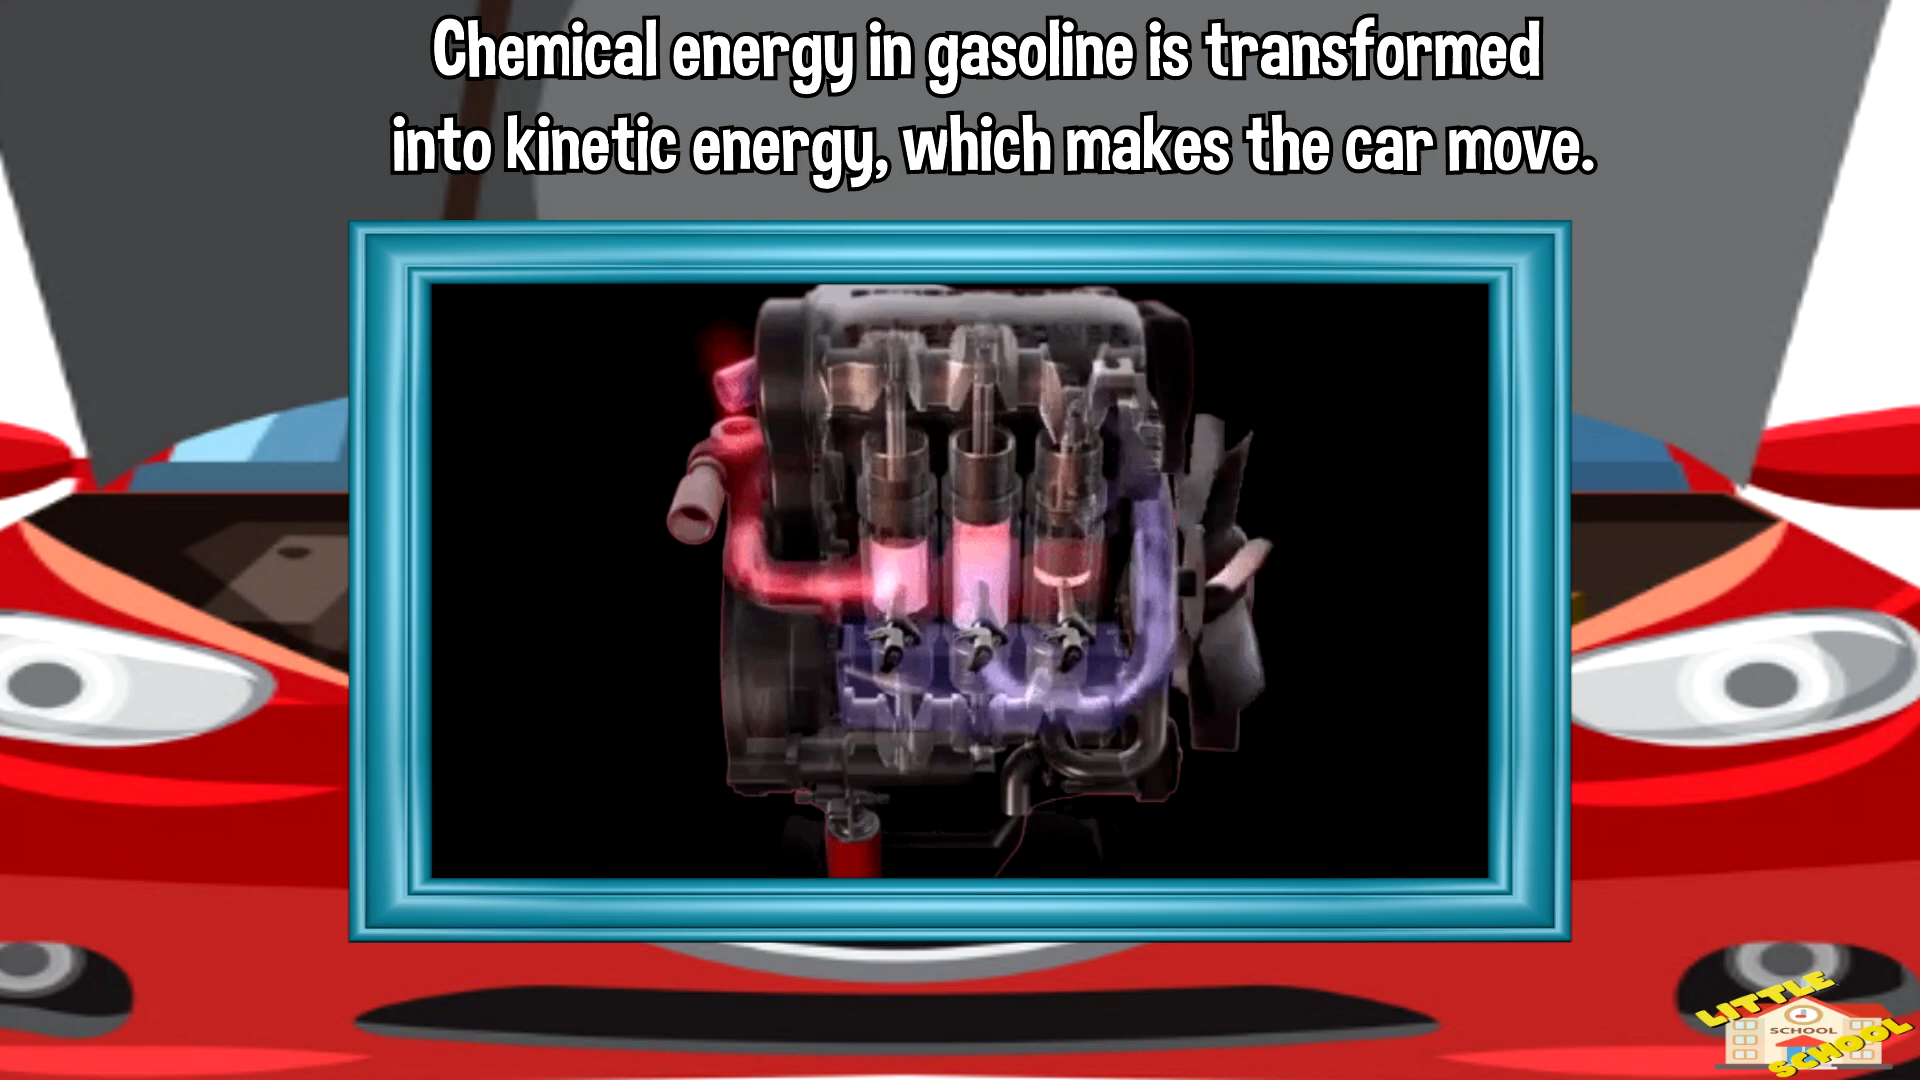 Chemical energy in gasoline is transformed
into kinetic energy, which makes the car move.
LITTLE
SCHOOL
SCHOOL